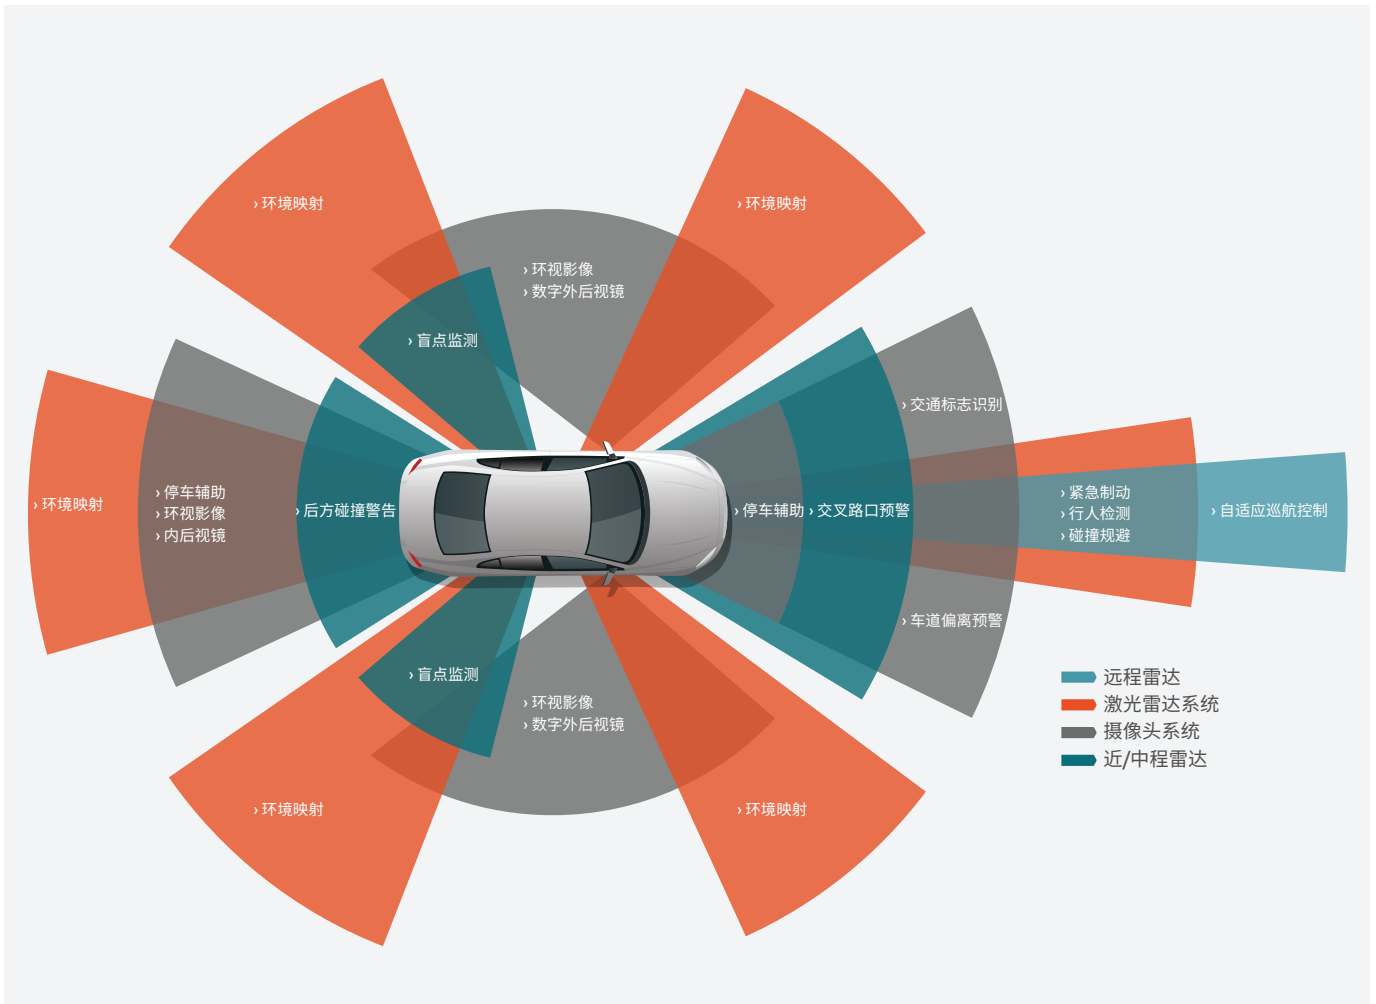 › 环境映射
› 环境映射
› 环视影像
› 数字外后视镜
› 盲点监测
› 交通标志识别
› 环境映射
› 停车辅助
› 环视影像
› 内后视镜
› 后方碰撞警告
› 停车辅助
› 交叉路口预警
› 紧急制动
› 行人检测
› 碰撞规避
› 自适应巡航控制
› 车道偏离预警
› 盲点监测
› 环视影像
› 数字外后视镜
› 环境映射
› 环境映射
远程雷达
激光雷达系统
摄像头系统
近/中程雷达